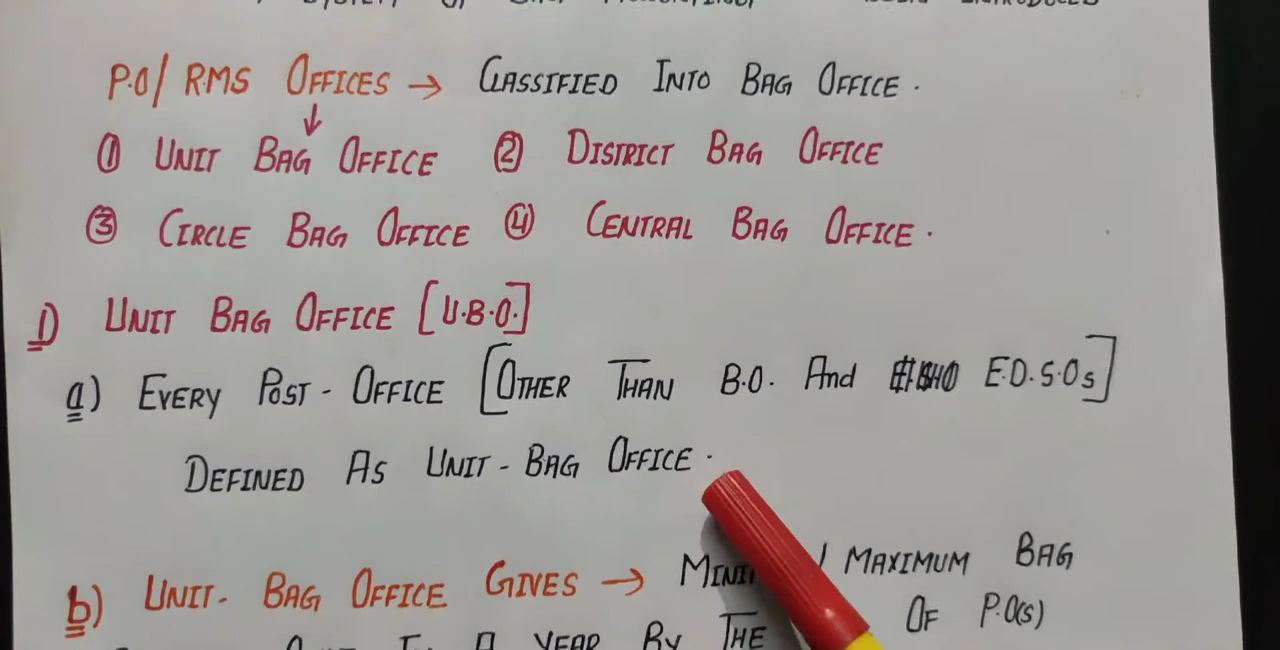 P.O/ RMS OFFICES → CLASSIFIED INTO BAG OFFICE.
① UNIT BAG OFFICE ② DISTRICT BAG OFFICE
③ CIRCLE BAG OFFICE ④ CENTRAL BAG OFFICE.
1) UNIT BAG OFFICE [U.B.O.]
a) EVERY POST-OFFICE [OTHER THAN B.O. And E.D.S.Os]
DEFINED AS UNIT-BAG OFFICE.
b) UNIT-BAG OFFICE GIVES → / MAXIMUM BAG
OF P.O(s)
IN A YEAR BY THE